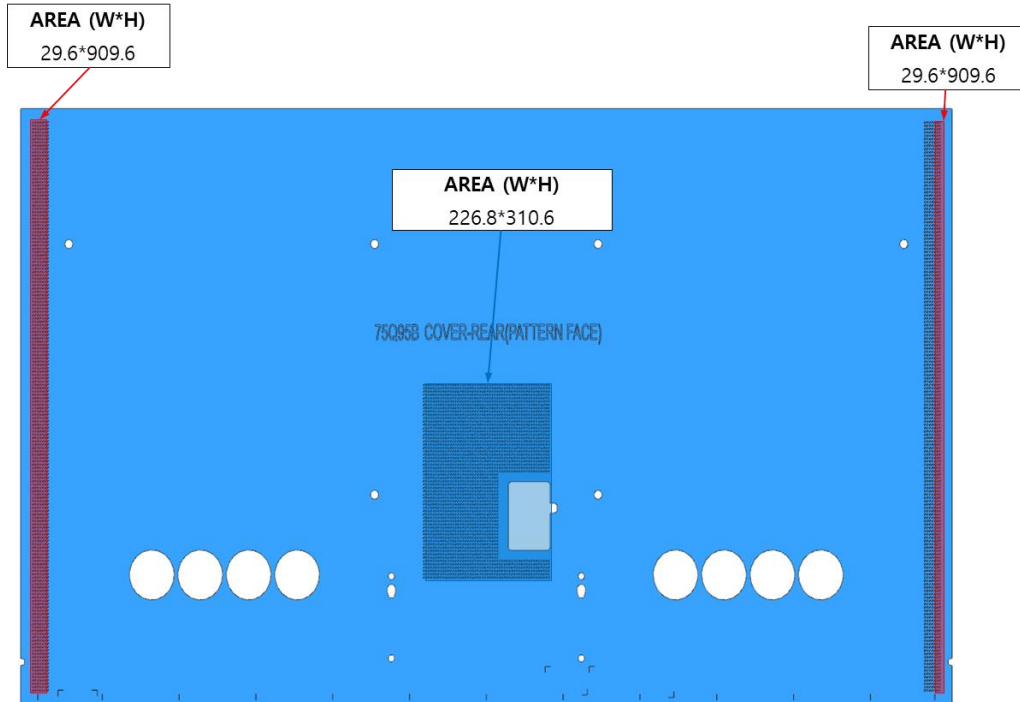 AREA (W*H)
29.6*909.6
AREA (W*H)
29.6*909.6
AREA (W*H)
226.8*310.6
75Q95B COVER-REAR(PATTERN FACE)